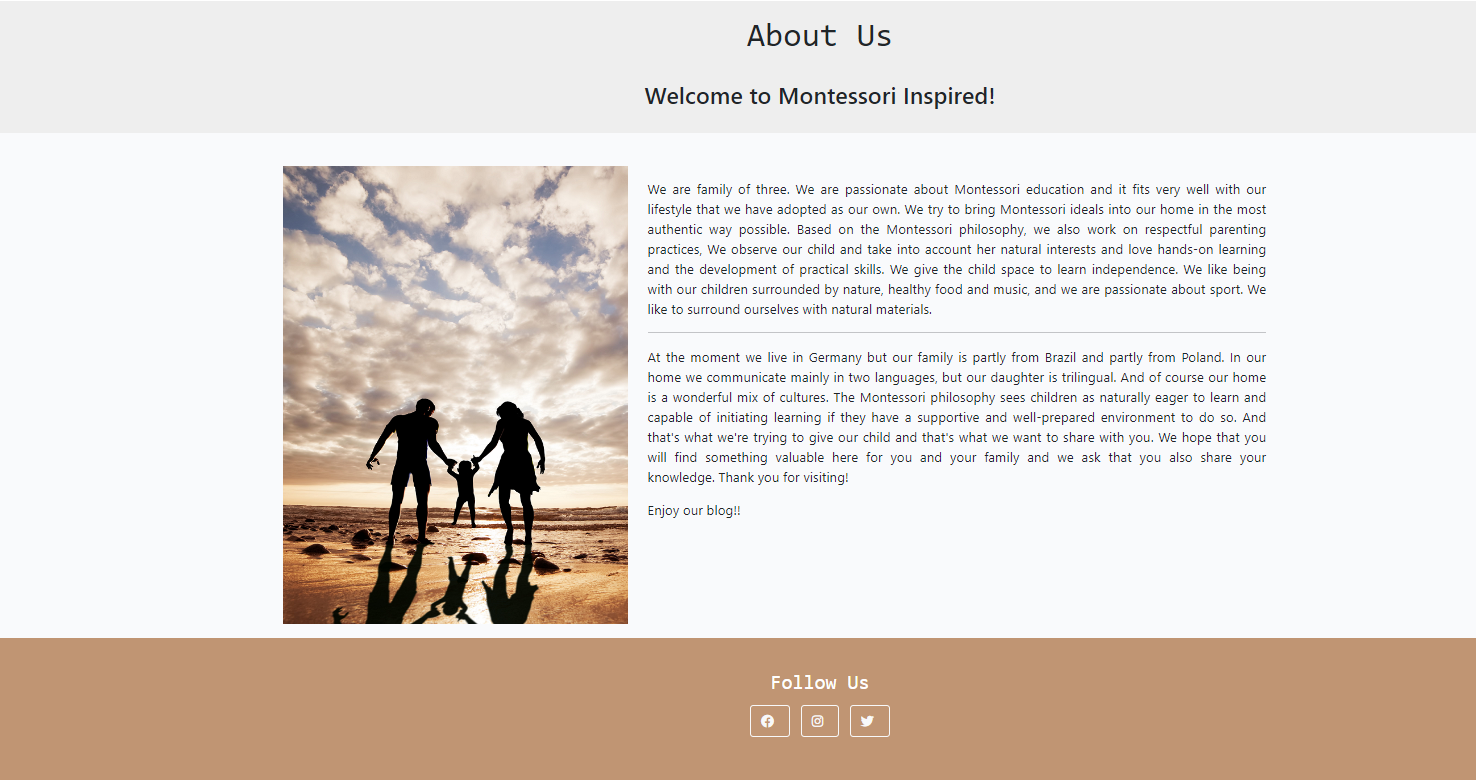 About Us
Welcome to Montessori Inspired!
We are family of three. We are passionate about Montessori education and it fits very well with our
lifestyle that we have adopted as our own. We try to bring Montessori ideals into our home in the most
authentic way possible. Based on the Montessori philosophy, we also work on respectful parenting
practices, We observe our child and take into account her natural interests and love hands-on learning
and the development of practical skills. We give the child space to learn independence. We like being
with our children surrounded by nature, healthy food and music, and we are passionate about sport. We
like to surround ourselves with natural materials.
At the moment we live in Germany but our family is partly from Brazil and partly from Poland. In our
home we communicate mainly in two languages, but our daughter is trilingual. And of course our home
is a wonderful mix of cultures. The Montessori philosophy sees children as naturally eager to learn and
capable of initiating learning if they have a supportive and well-prepared environment to do so. And
that's what we're trying to give our child and that's what we want to share with you. We hope that you
will find something valuable here for you and your family and we ask that you also share your
knowledge. Thank you for visiting!
Enjoy our blog!!
Follow Us